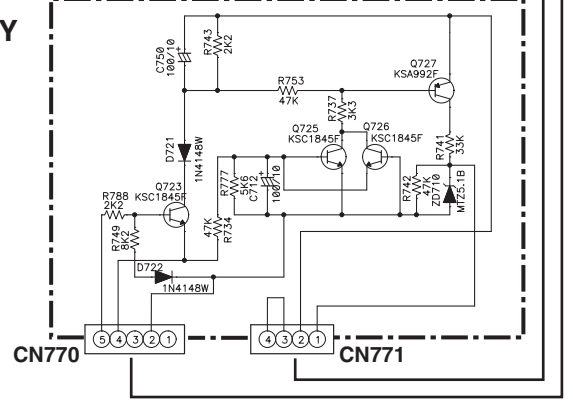 Y
C750
100/10
R743
2K2
Q727
KSA992F
R753
47K
R737
3K3
Q725
KSC1845F
Q726
KSC1845F
R741
33K
D721
1N4148W
R777
5K6
C712
100/10
R742
47K
ZD710
MTZ5.1B
R788
2K2
Q723
KSC1845F
R749
8K2
47K
R734
D722
1N4148W
5 4 3 2 1
4 3 2 1
CN770
CN771